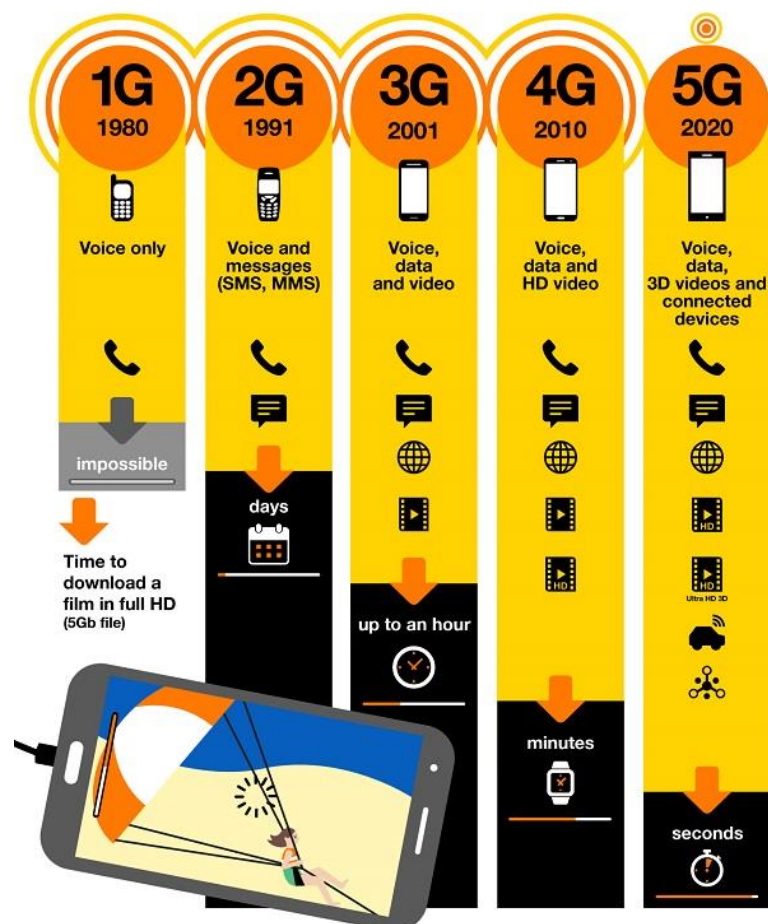 1G
1980
Voice only
impossible
Time to
download a
film in full HD
(5Gb file)
2G
1991
Voice and
messages
(SMS, MMS)
days
3G
2001
Voice,
data
and video
up to an hour
4G
2010
Voice,
data and
HD video
HD
minutes
5G
2020
Voice,
data,
3D videos and
connected
devices
HD
HD
Ultra HD 3D
seconds